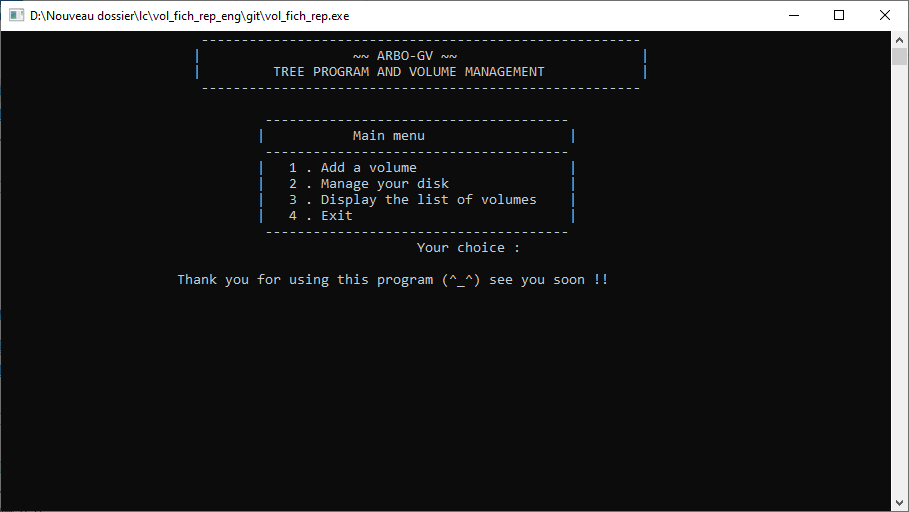 D:\Nouveau dossier\lc\vol_fich_rep_eng\git\vol_fich_rep.exe
-------------------------------------------------------
| ~~ ARBO-GV ~~ |
| TREE PROGRAM AND VOLUME MANAGEMENT |
-------------------------------------------------------
--------------------------------------
| Main menu |
--------------------------------------
| 1 . Add a volume |
| 2 . Manage your disk |
| 3 . Display the list of volumes |
| 4 . Exit |
--------------------------------------
Your choice :
Thank you for using this program (^_^) see you soon !!